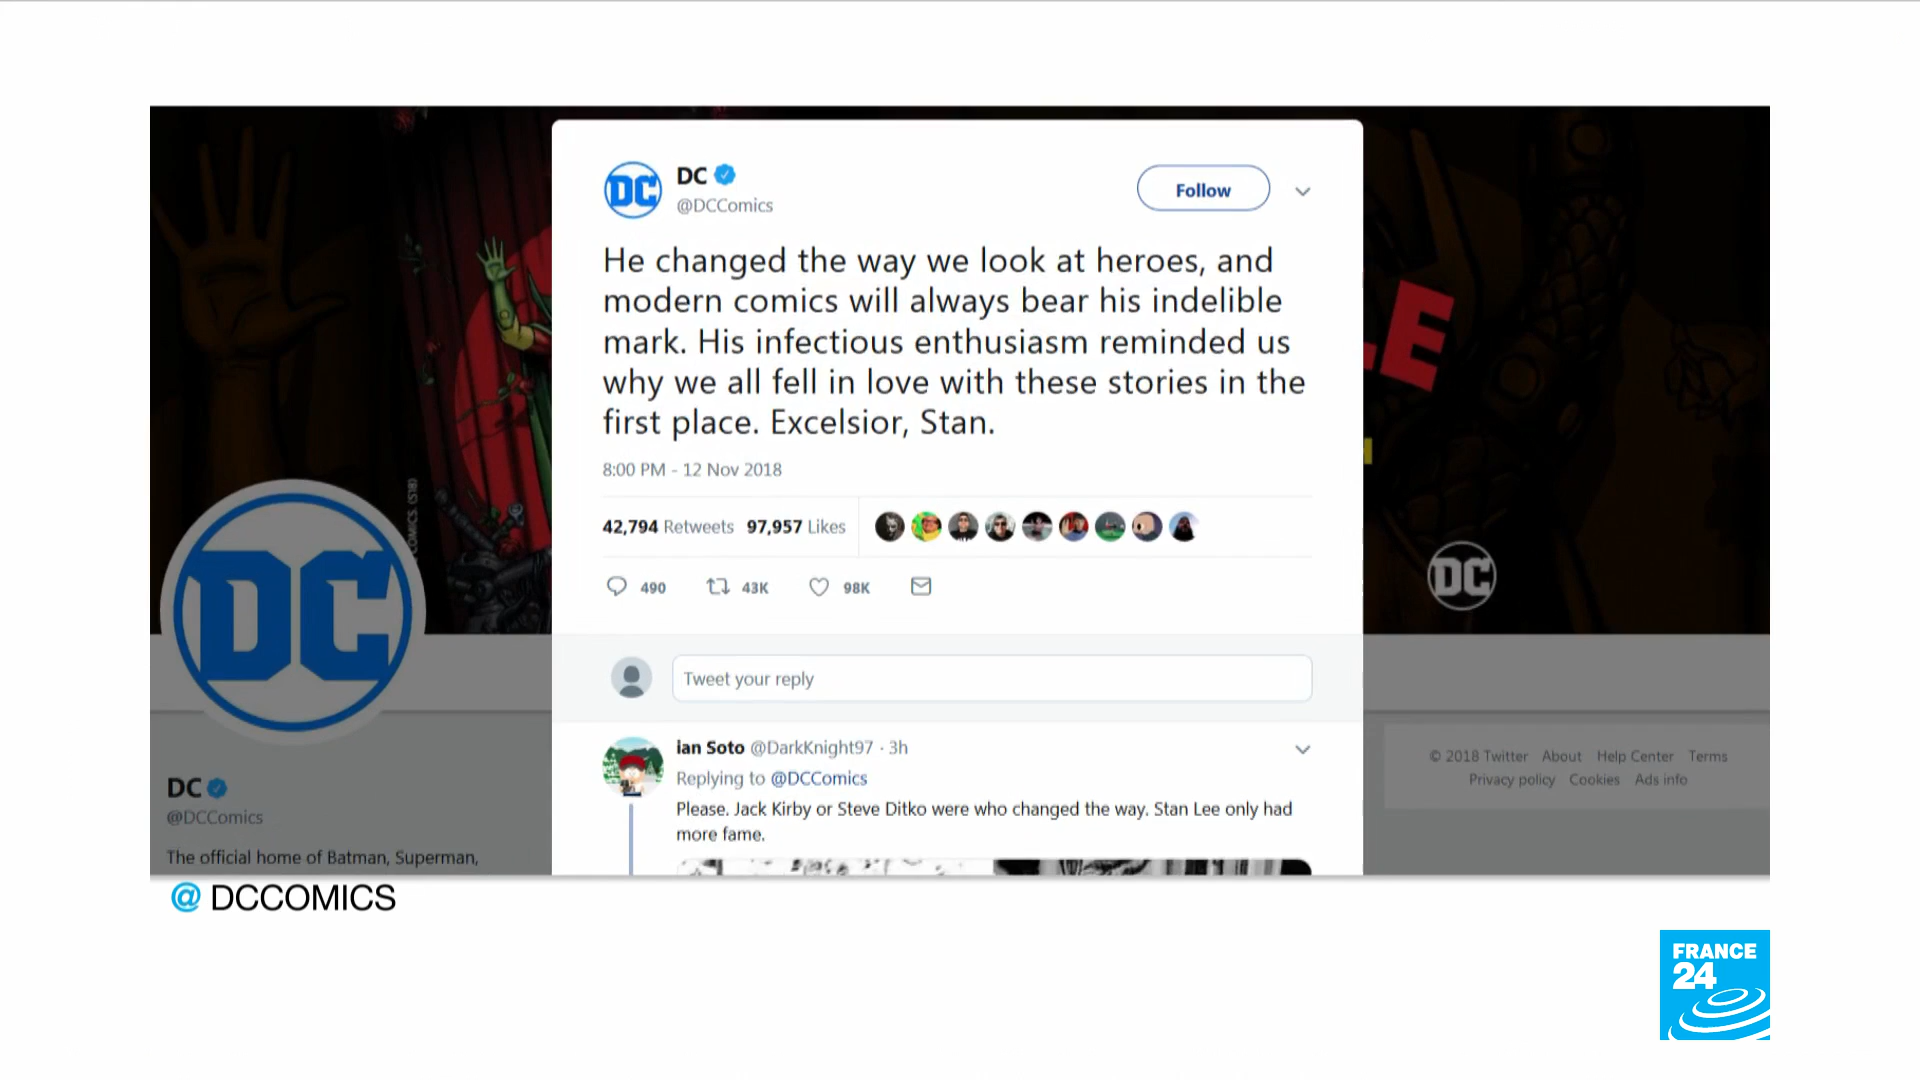 DC
@DCComics
Follow
He changed the way we look at heroes, and
modern comics will always bear his indelible
mark. His infectious enthusiasm reminded us
why we all fell in love with these stories in the
first place. Excelsior, Stan.
8:00 PM - 12 Nov 2018
42,794 Retweets 97,957 Likes
490 43K 98K
Tweet your reply
ian Soto @DarkKnight97 · 3h
Replying to @DCComics
Please. Jack Kirby or Steve Ditko were who changed the way. Stan Lee only had
more fame.
COMICS. (S18)
DC
DC
@DCComics
The official home of Batman, Superman,
LE
DC
© 2018 Twitter About Help Center Terms
Privacy policy Cookies Ads info
@ DCCOMICS
FRANCE
24